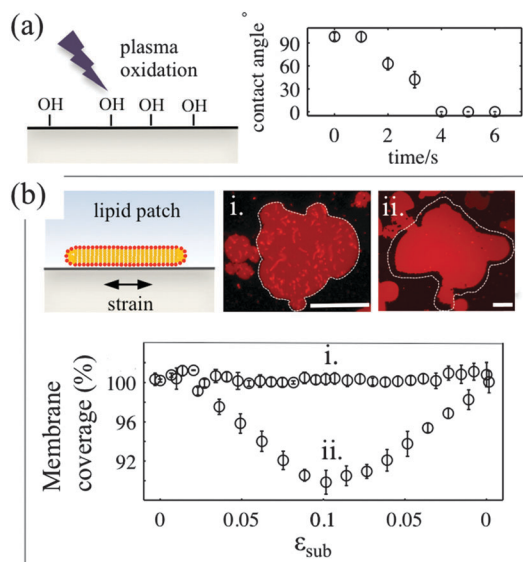 (a)
plasma
oxidation
OH OH OH OH
contact angle °
90
60
30
0
0 2 4 6
time/s
(b)
lipid patch
strain
i.
ii.
Membrane
coverage (%)
100
96
92
i.
ii.
0 0.05 0.1 0.05 0
ε_sub